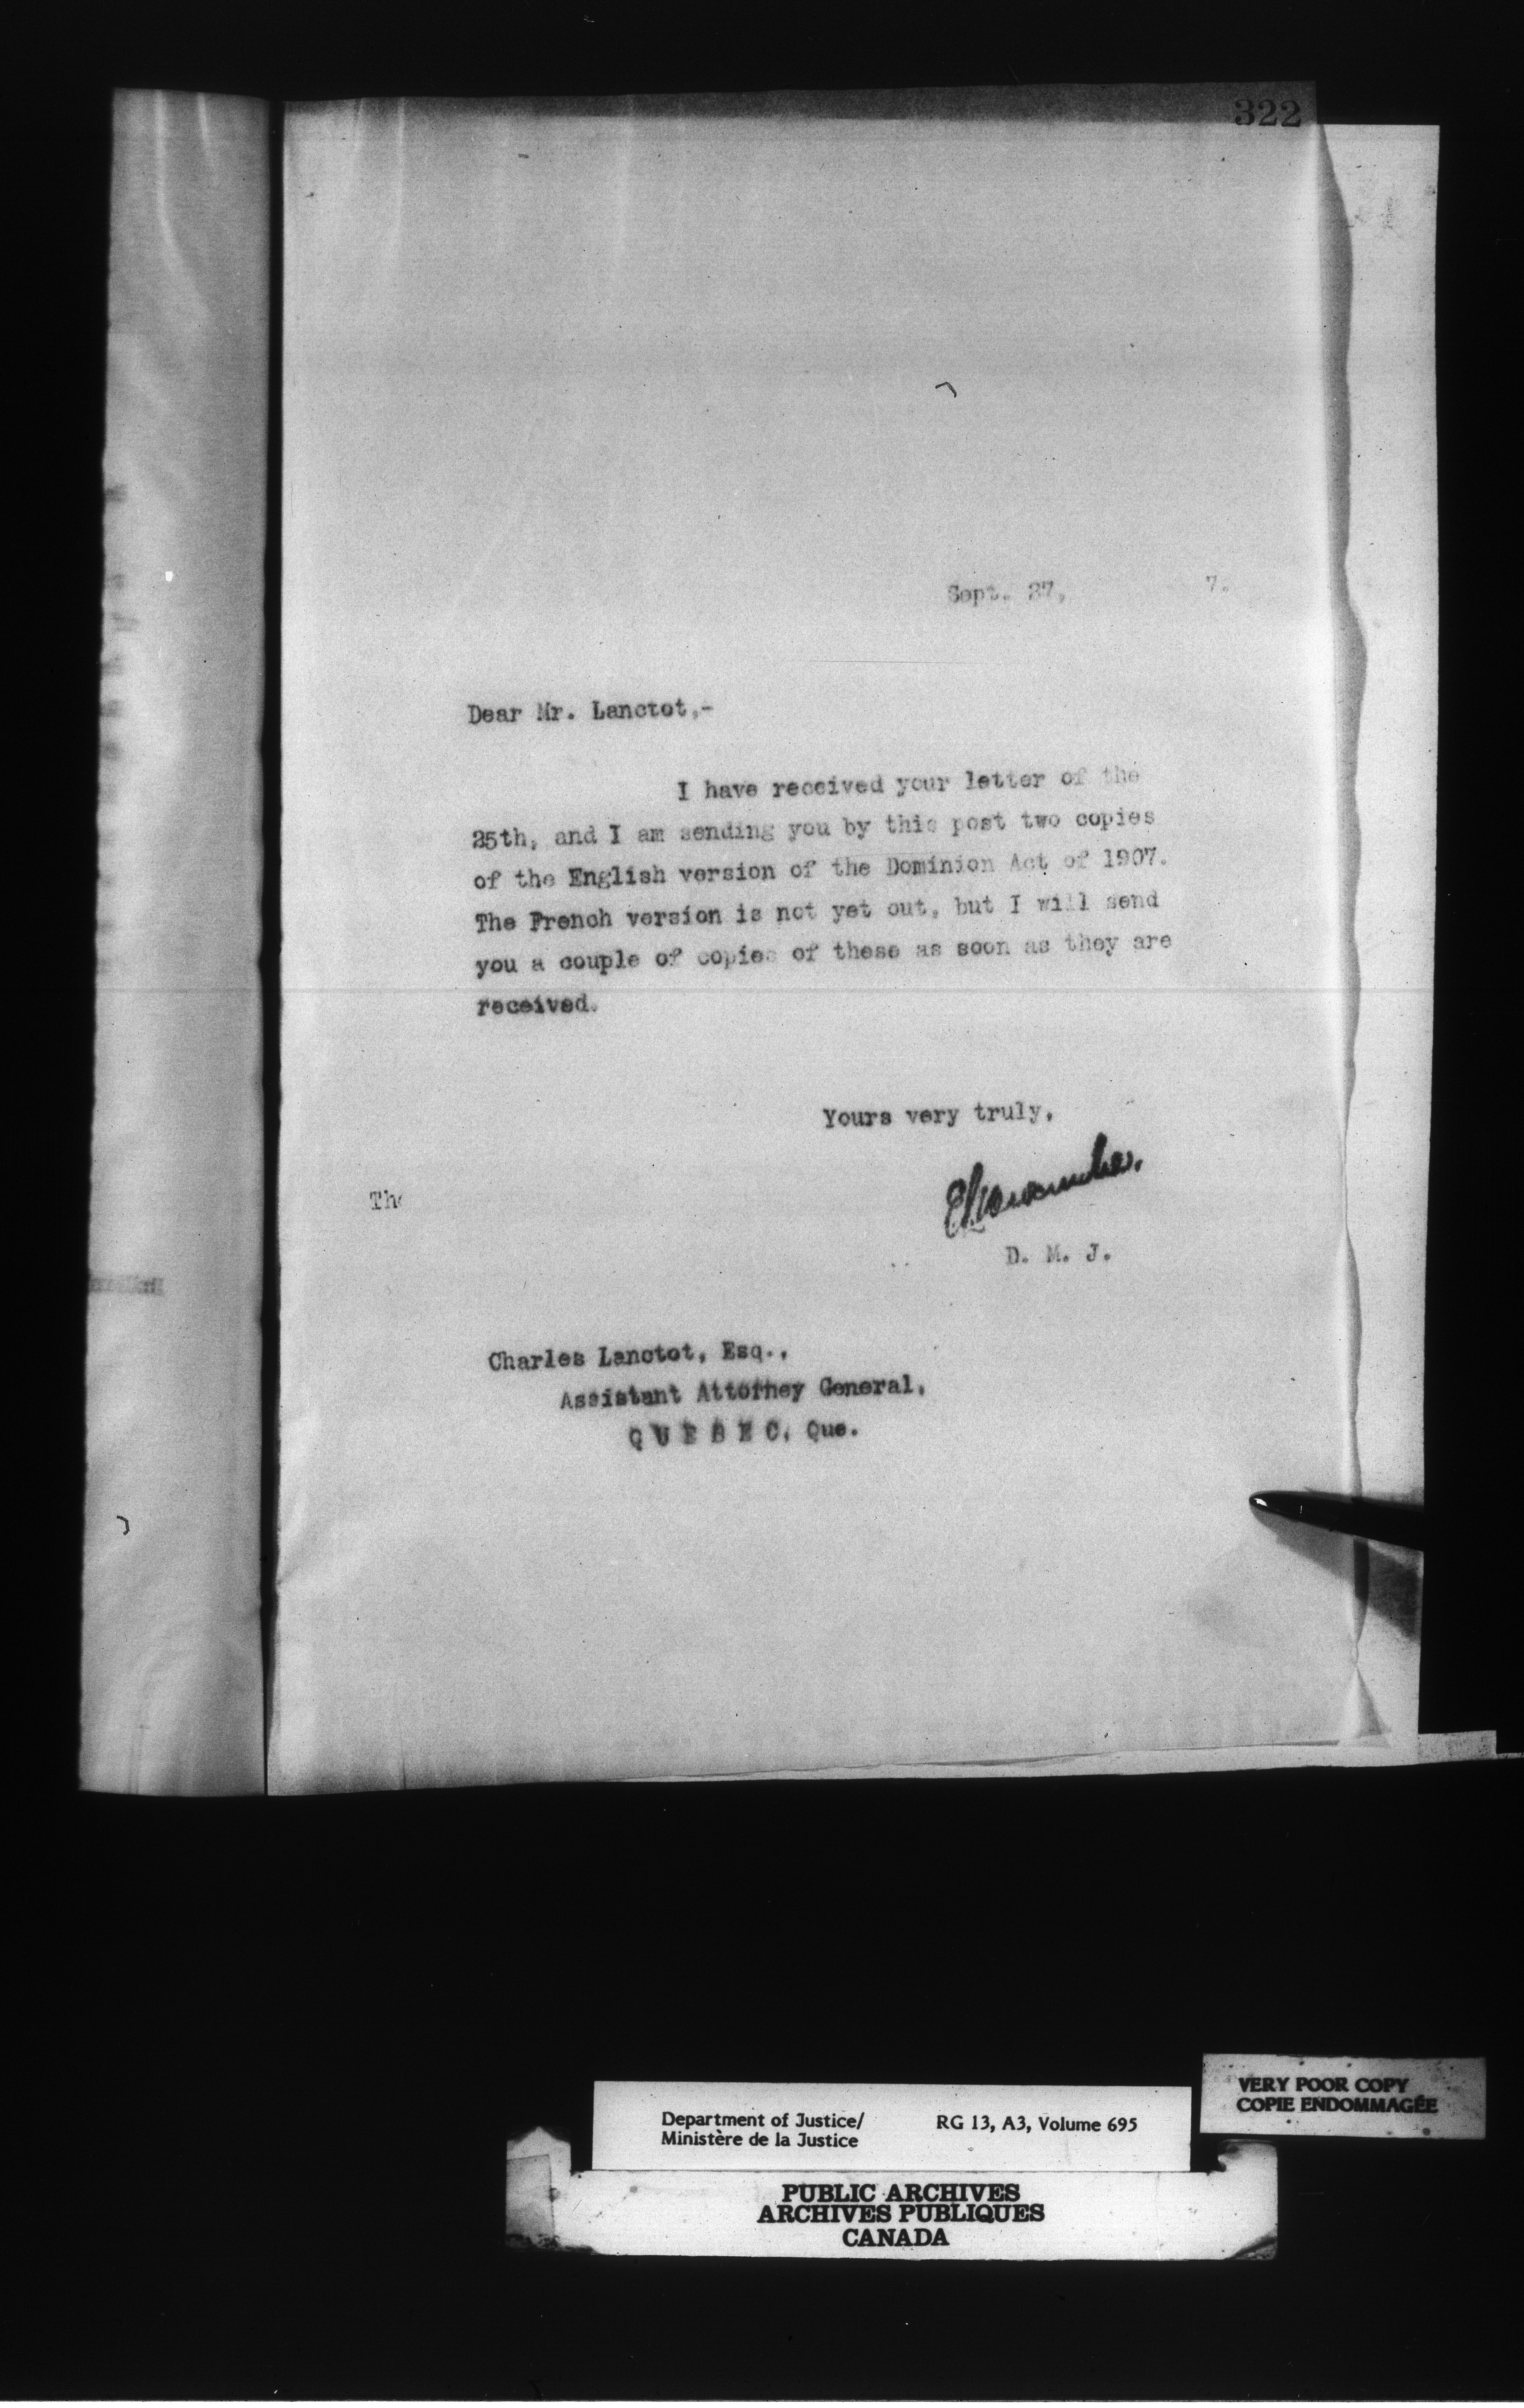 322
Sept. 27, 7.
Dear Mr. Lanctot,-
I have received your letter of the
25th, and I am sending you by this post two copies
of the English version of the Dominion Act of 1907.
The French version is not yet out, but I will send
you a couple of copies of these as soon as they are
received.
Yours very truly,
D. M. J.
Charles Lanctot, Esq.,
Assistant Attorney General,
QUEBEC, Que.
VERY POOR COPY
COPIE ENDOMMAGÉE
Department of Justice/ RG 13, A3, Volume 695
Ministère de la Justice
PUBLIC ARCHIVES
ARCHIVES PUBLIQUES
CANADA